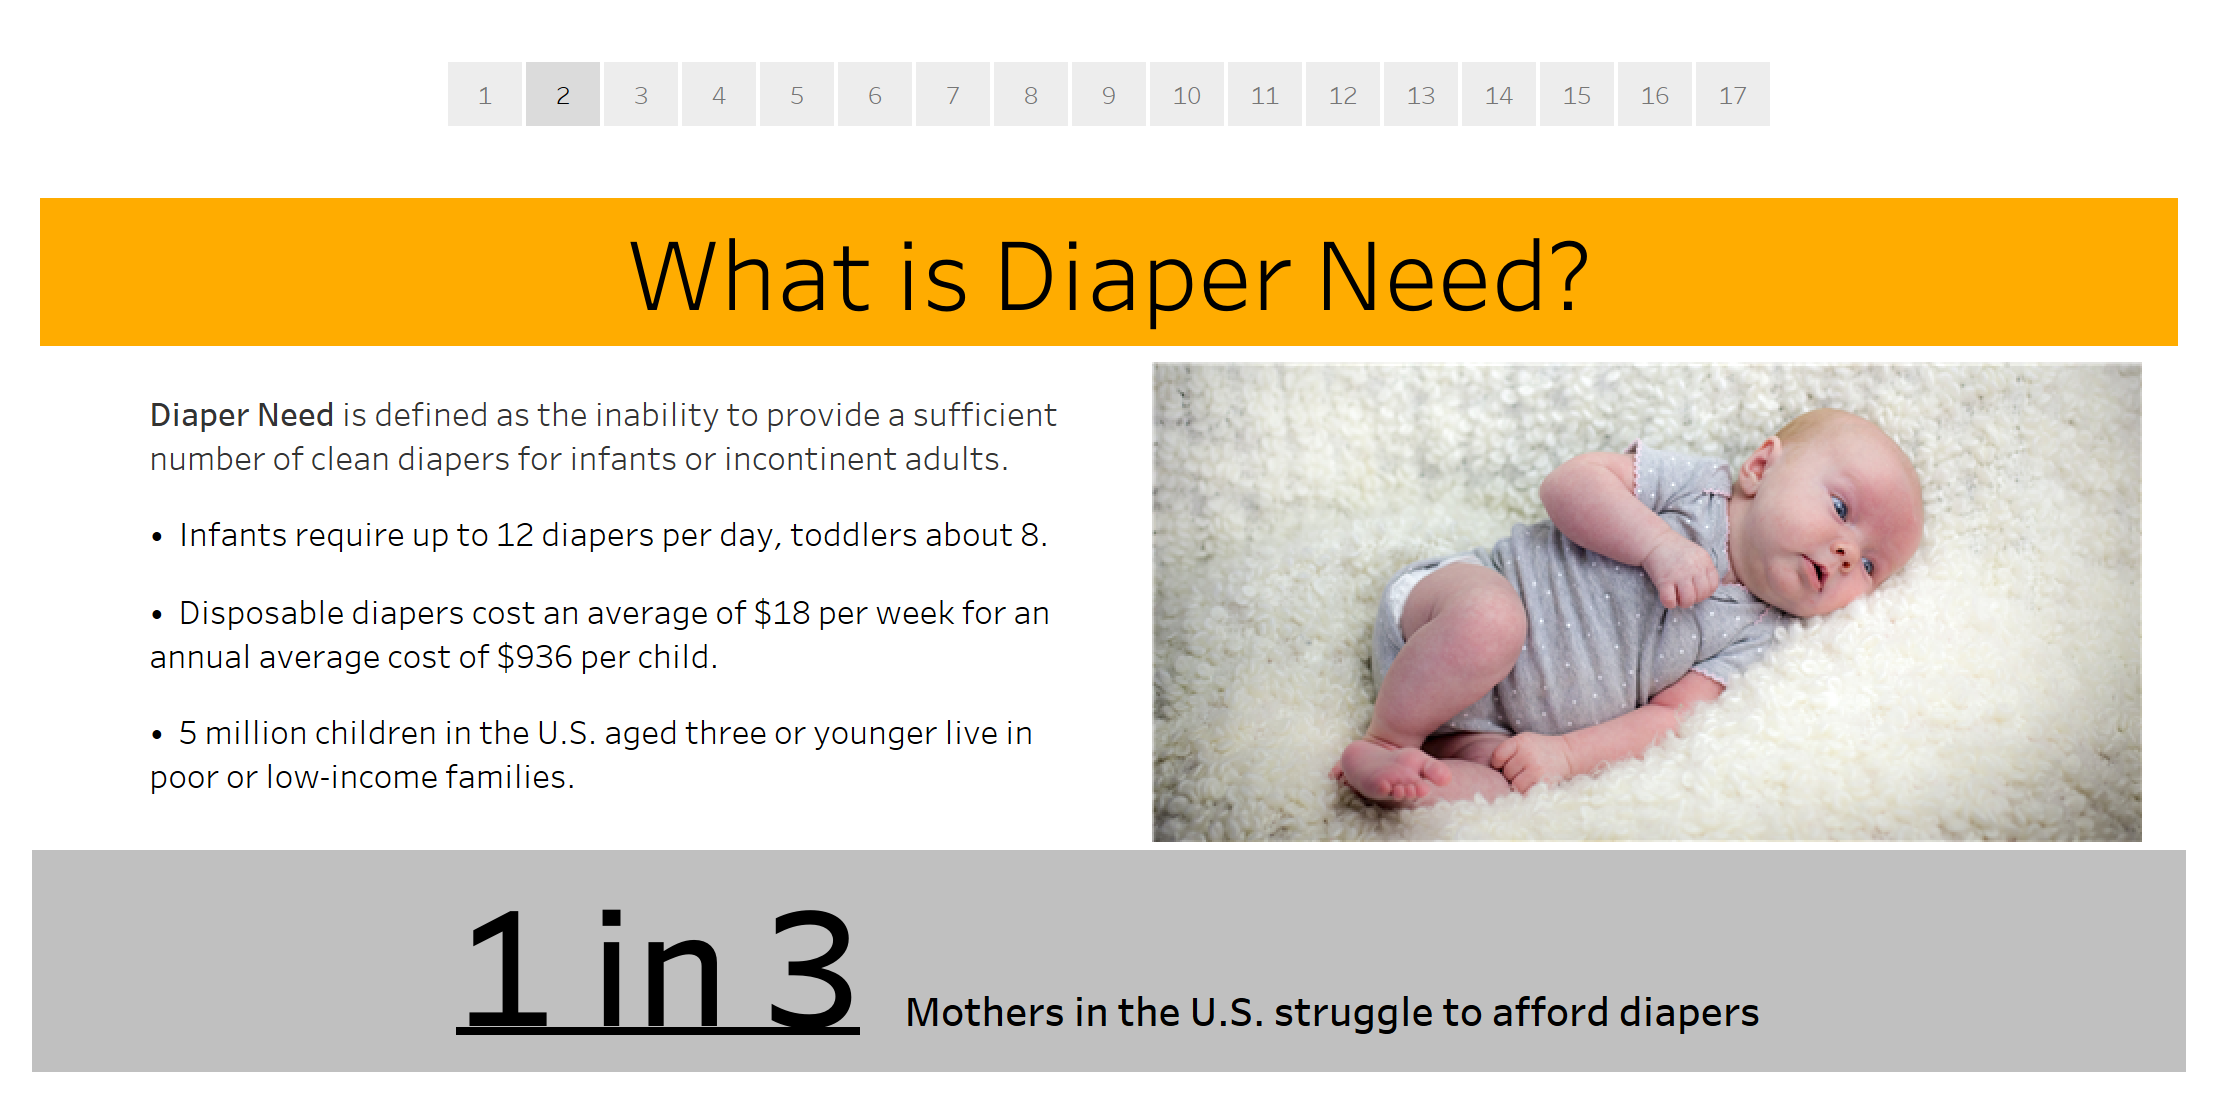 1 2 3 4 5 6 7 8 9 10 11 12 13 14 15 16 17
What is Diaper Need?
Diaper Need is defined as the inability to provide a sufficient
number of clean diapers for infants or incontinent adults.
• Infants require up to 12 diapers per day, toddlers about 8.
• Disposable diapers cost an average of $18 per week for an
annual average cost of $936 per child.
• 5 million children in the U.S. aged three or younger live in
poor or low-income families.
1 in 3 Mothers in the U.S. struggle to afford diapers